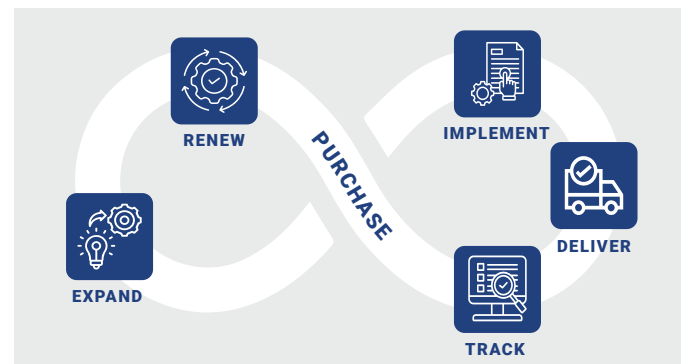 RENEW
PURCHASE
IMPLEMENT
DELIVER
EXPAND
TRACK